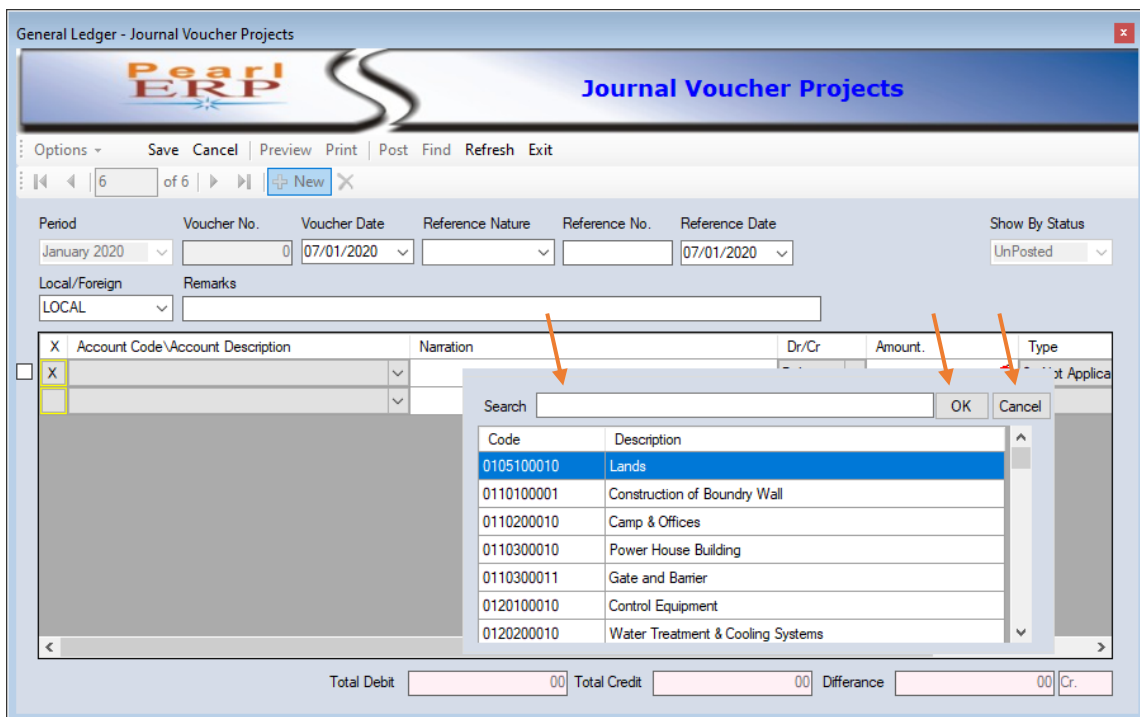 General Ledger - Journal Voucher Projects
x
Pearl
ERP
Journal Voucher Projects
Options Save Cancel Preview Print Post Find Refresh Exit
6 of 6 New
Period Voucher No. Voucher Date Reference Nature Reference No. Reference Date Show By Status
January 2020 0 07/01/2020 07/01/2020 UnPosted
Local/Foreign Remarks
LOCAL
X Account Code\Account Description Narration Dr/Cr Amount. Type
X
Search OK Cancel
Code Description
0105100010 Lands
0110100001 Construction of Boundry Wall
0110200010 Camp & Offices
0110300010 Power House Building
0110300011 Gate and Barrier
0120100010 Control Equipment
0120200010 Water Treatment & Cooling Systems
Total Debit 00 Total Credit 00 Differance 00 Cr.